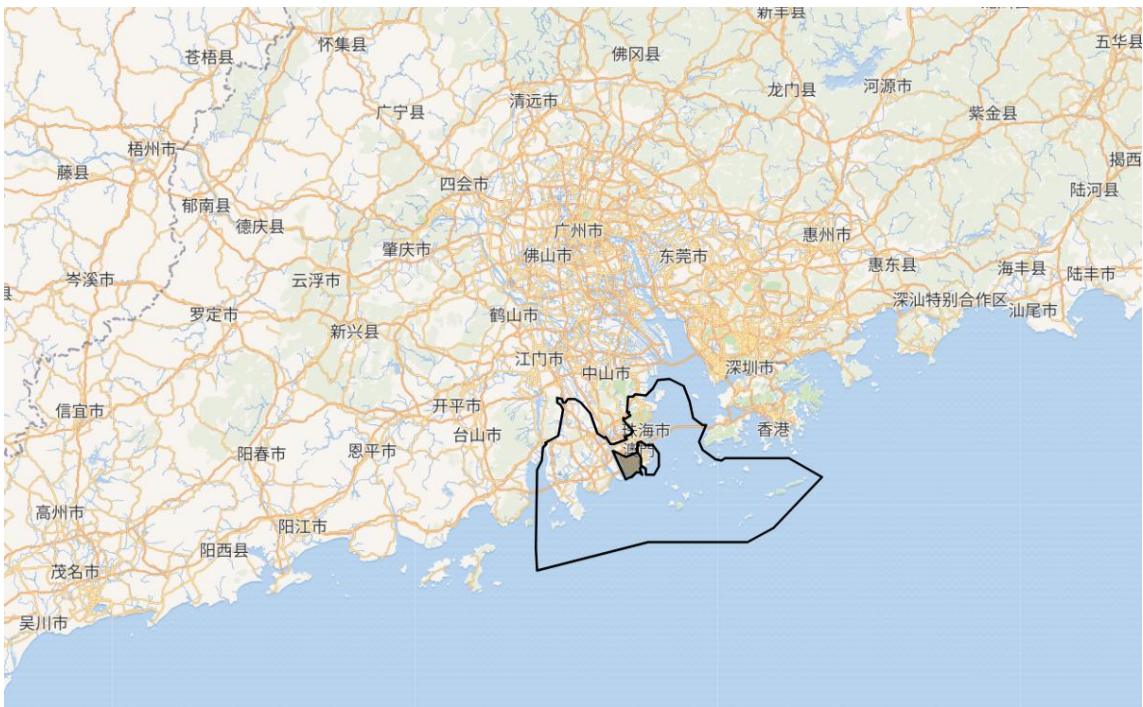 新丰县
五华县
怀集县
苍梧县
佛冈县
龙门县
河源市
清远市
广宁县
紫金县
梧州市
揭西
藤县
四会市
陆河县
郁南县
德庆县
广州市
惠州市
肇庆市
佛山市
东莞市
惠东县
海丰县
陆丰市
岑溪市
云浮市
县
深汕特别合作区
汕尾市
罗定市
鹤山市
新兴县
江门市
中山市
深圳市
信宜市
开平市
珠海市
香港
台山市
澳门
阳春市
恩平市
高州市
阳江市
阳西县
茂名市
吴川市